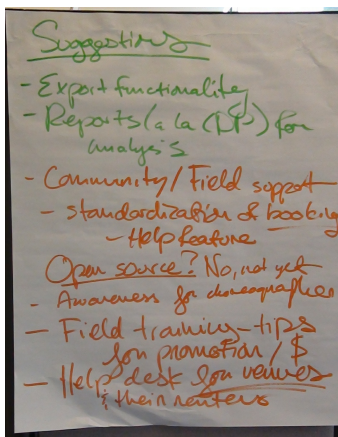 Suggestions
- Export functionality
- Reports (a la CDP) for
analysis
- Community/Field support
- standardization of booking
- Help feature
Open source? No, not yet
- Awareness for choreographers
- Field training - tips
for promotion / $
- Help desk for venues
& their renters